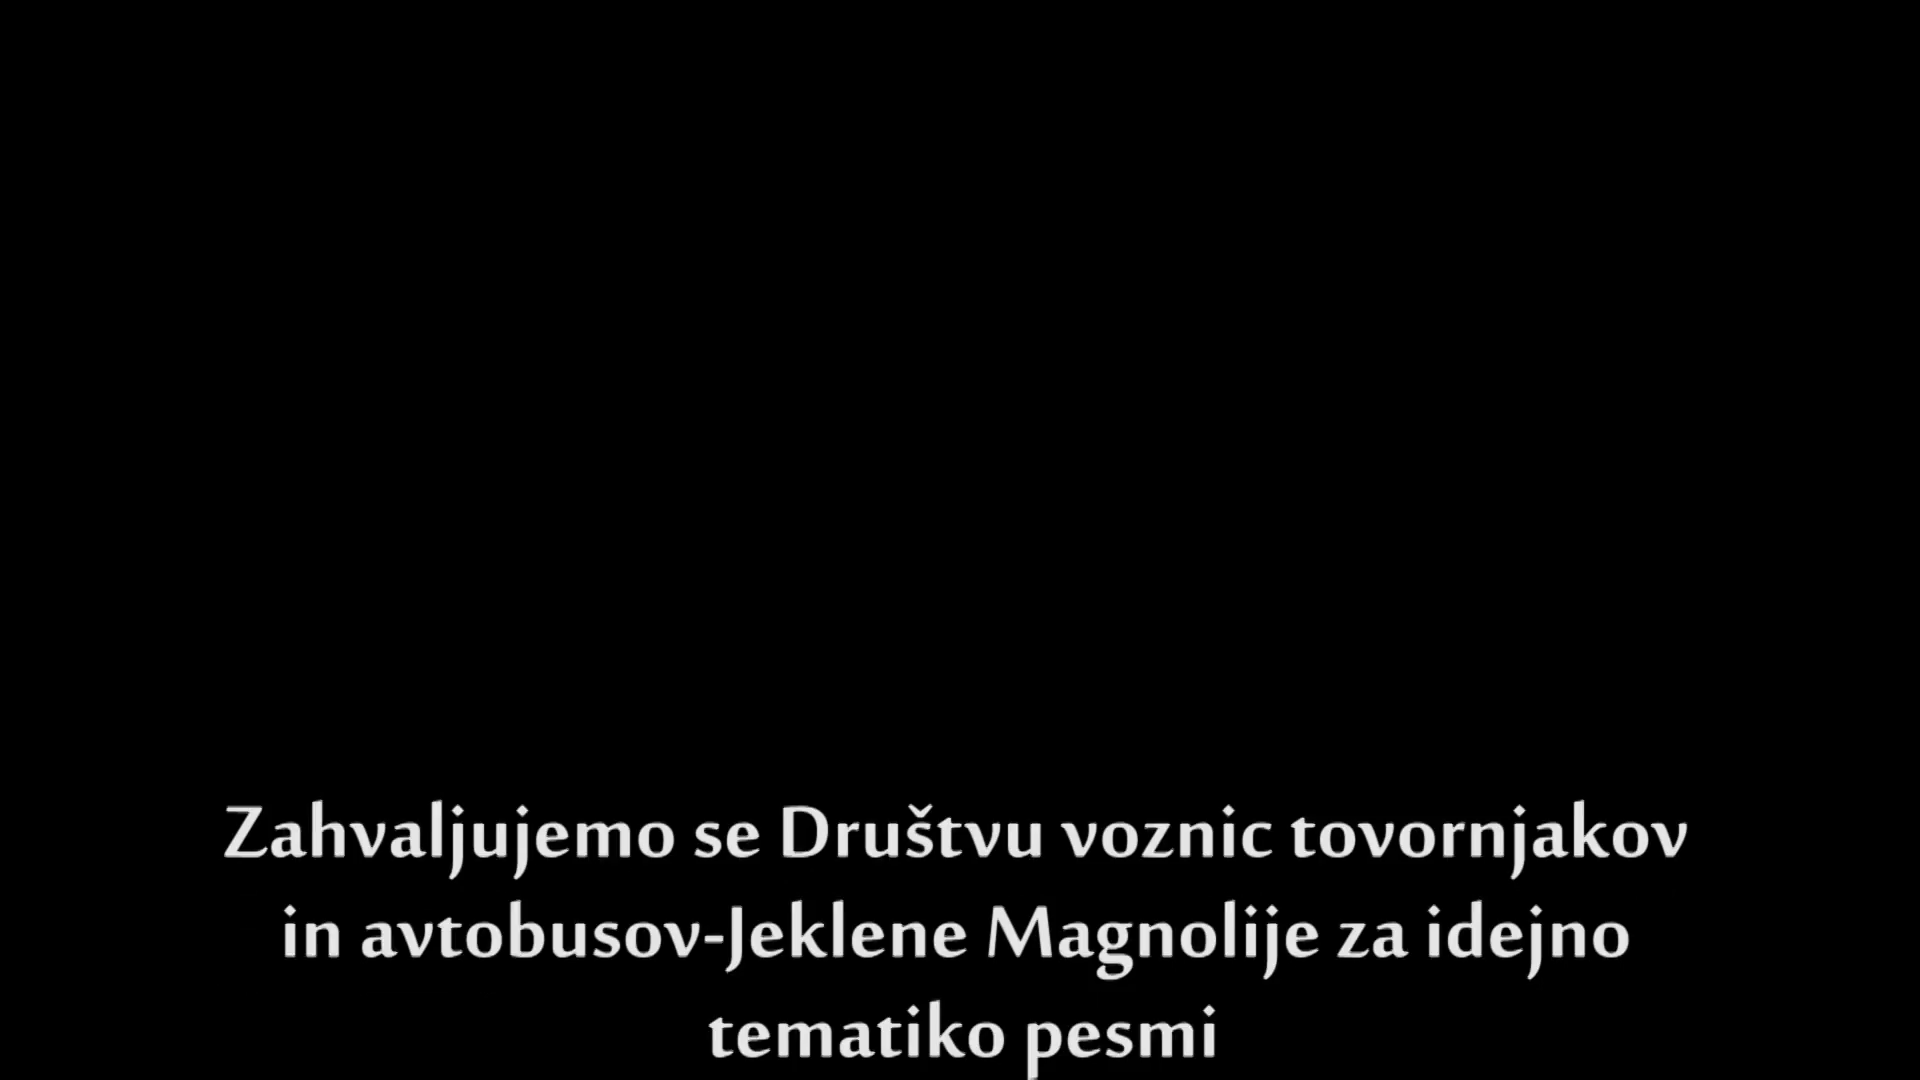 Zahvaljujemo se Društvu voznic tovornjakov
in avtobusov-Jeklene Magnolije za idejno
tematiko pesmi